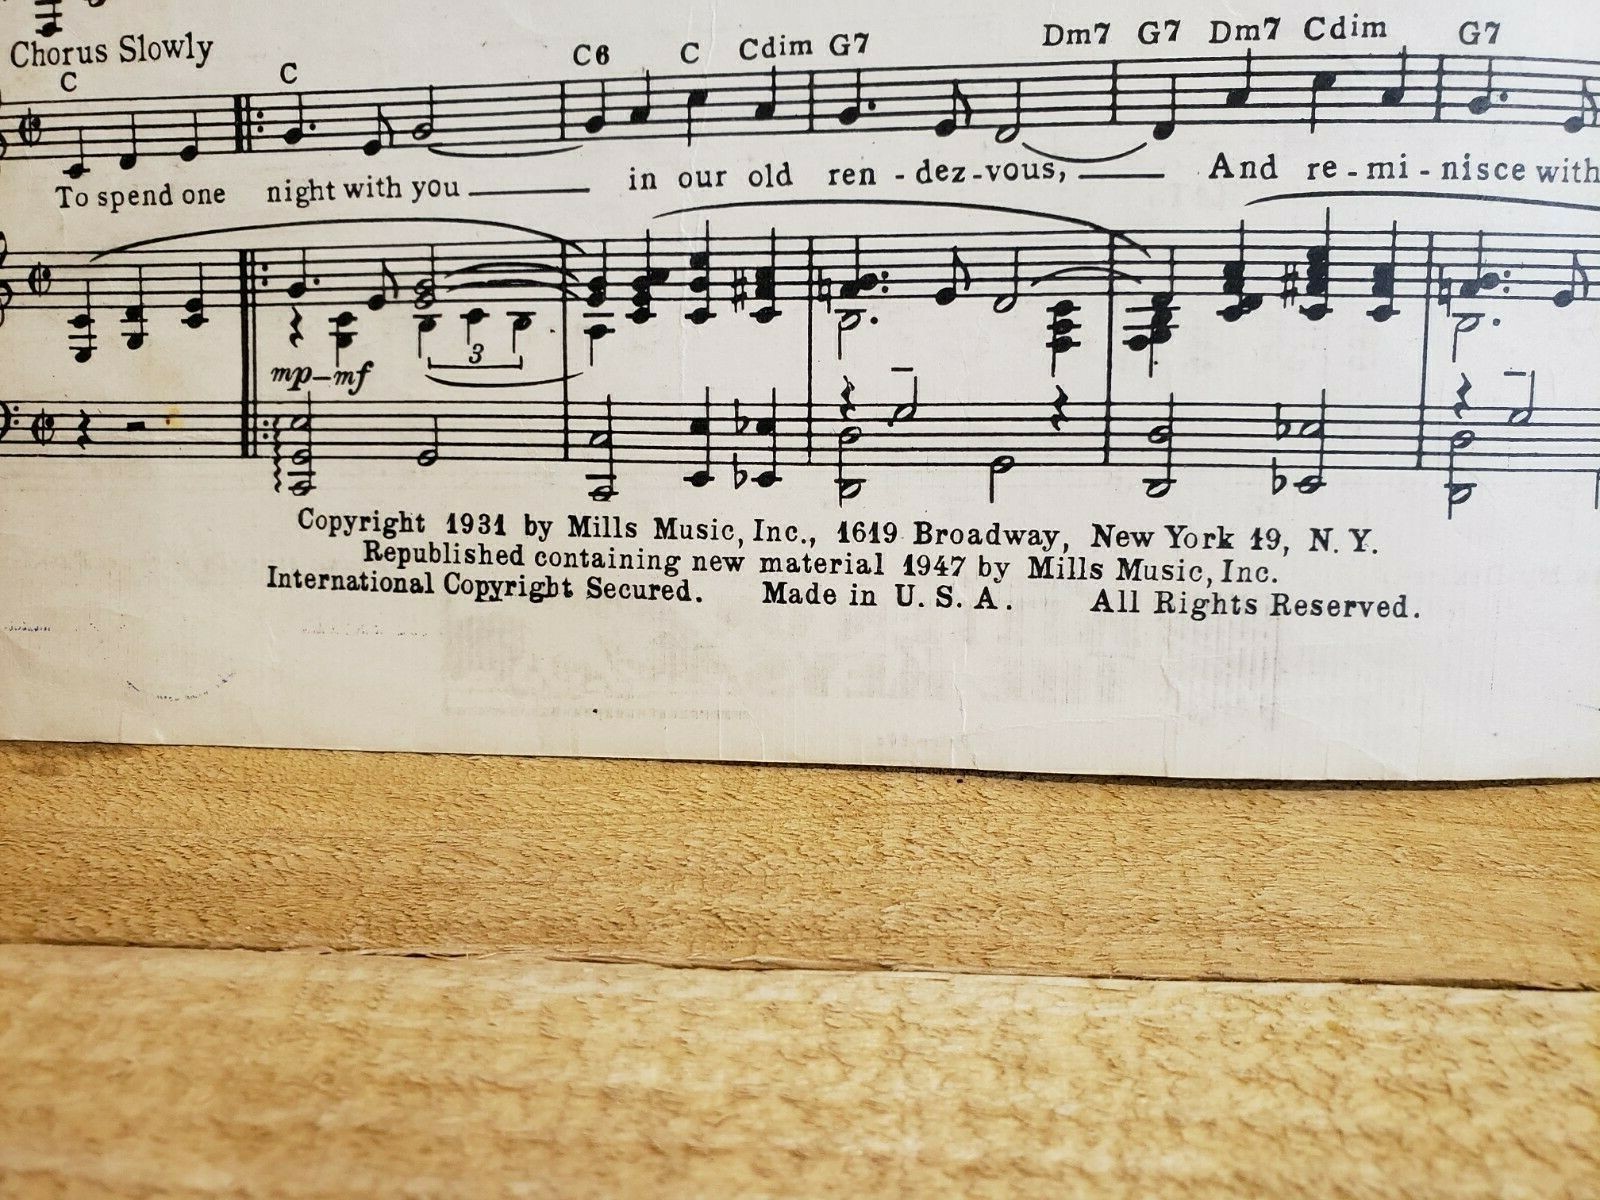 Chorus Slowly
C C C6 C Cdim G7 Dm7 G7 Dm7 Cdim G7
To spend one night with you in our old ren-dez-vous, And re-mi-nisce with
3
mp-mf
Copyright 1931 by Mills Music, Inc., 1619 Broadway, New York 19, N. Y.
Republished containing new material 1947 by Mills Music, Inc.
International Copyright Secured. Made in U. S. A. All Rights Reserved.